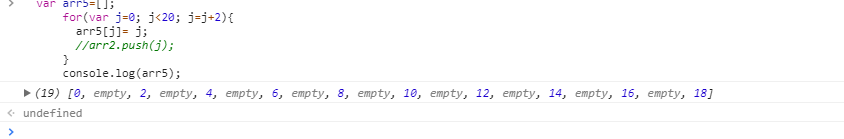 var arr5=[];
for(var j=0; j<20; j=j+2){
arr5[j]= j;
//arr2.push(j);
}
console.log(arr5);
(19) [0, empty, 2, empty, 4, empty, 6, empty, 8, empty, 10, empty, 12, empty, 14, empty, 16, empty, 18]
undefined